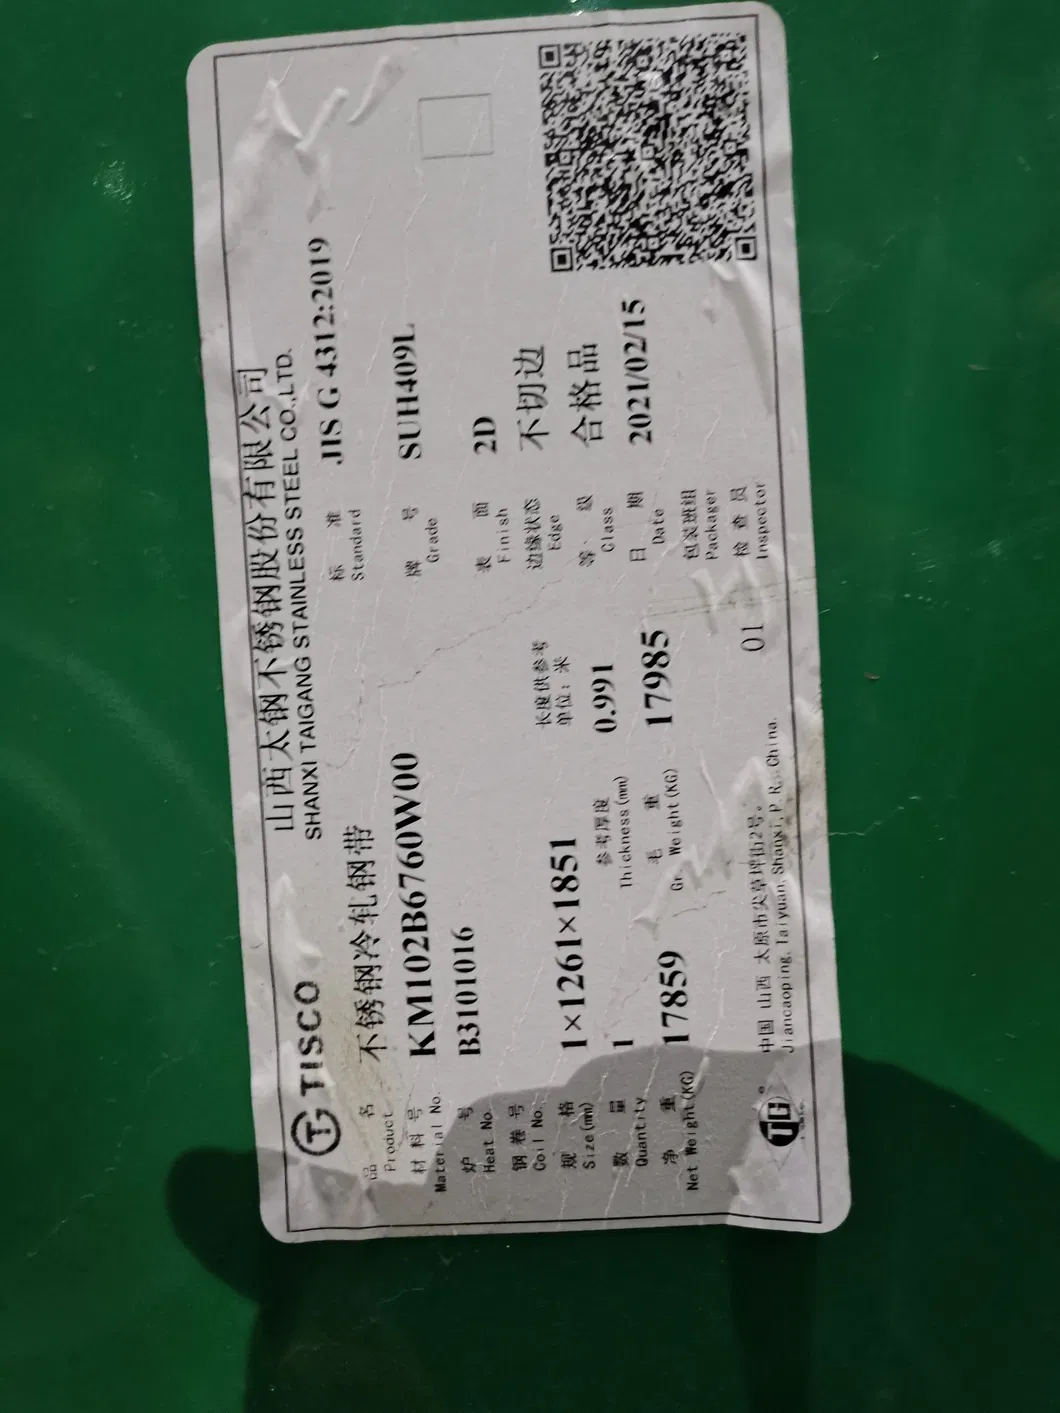 TISCO
山西太钢不锈钢股份有限公司
SHANXI TAIGANG STAINLESS STEEL CO.,LTD.
品 名 不锈钢冷轧钢带
Product
标 准 JIS G 4312:2019
Standard
材料号 KM102B6760W00
Material No.
牌 号 SUH409L
Grade
炉 号 B3101016
Heat No.
表 面 2D
Finish
钢卷号
Coil No.
长度供参考
单位：米
边缘状态 不切边
Edge
规 格 1×1261×1851
Size(mm)
等 级 合格品
Class
数 量 1
Quantity
参考厚度 0.991
Thickness(mm)
日 期 2021/02/15
Date
净 重 17859
Net Weight(KG)
毛 重 17985
Gr. Weight(KG)
包装班组
Packager
检查员 01
Inspector
TG
中国 山西 太原市尖草坪街2号。
Jiancaoping,Taiyuan,Shanxi,P.R. China.